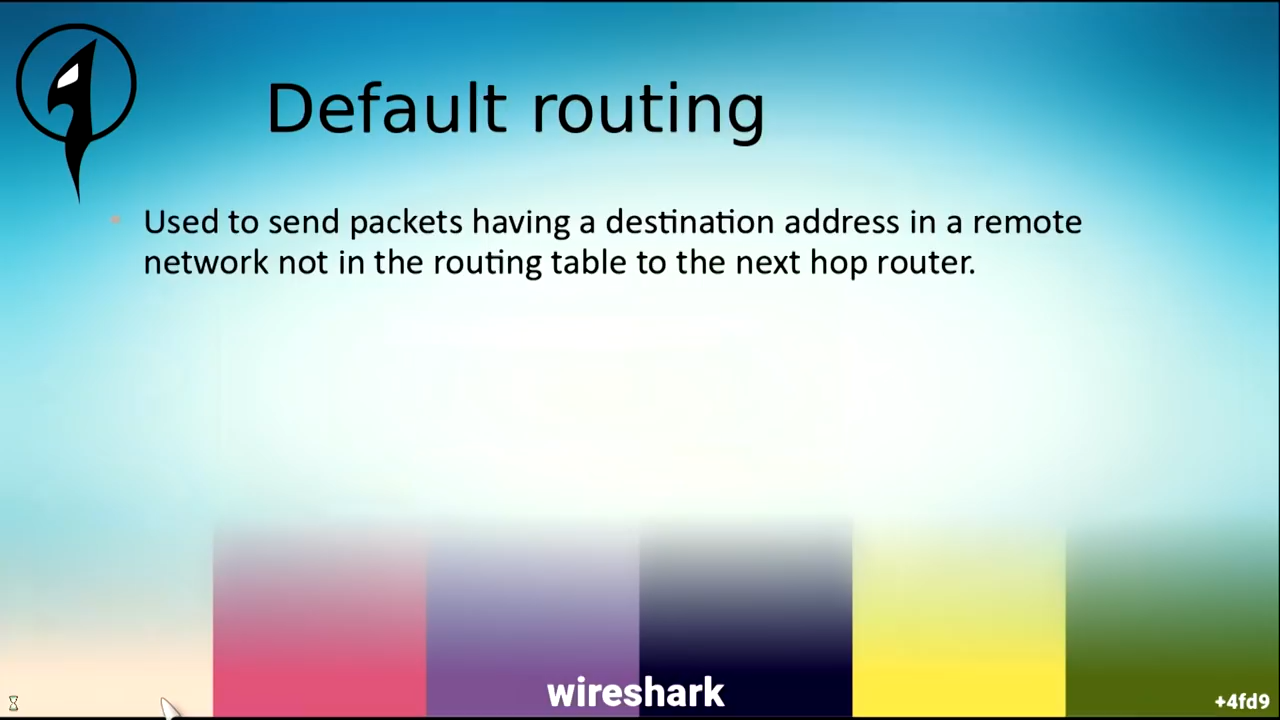 Default routing
Used to send packets having a destination address in a remote
network not in the routing table to the next hop router.
wireshark
+4fd9